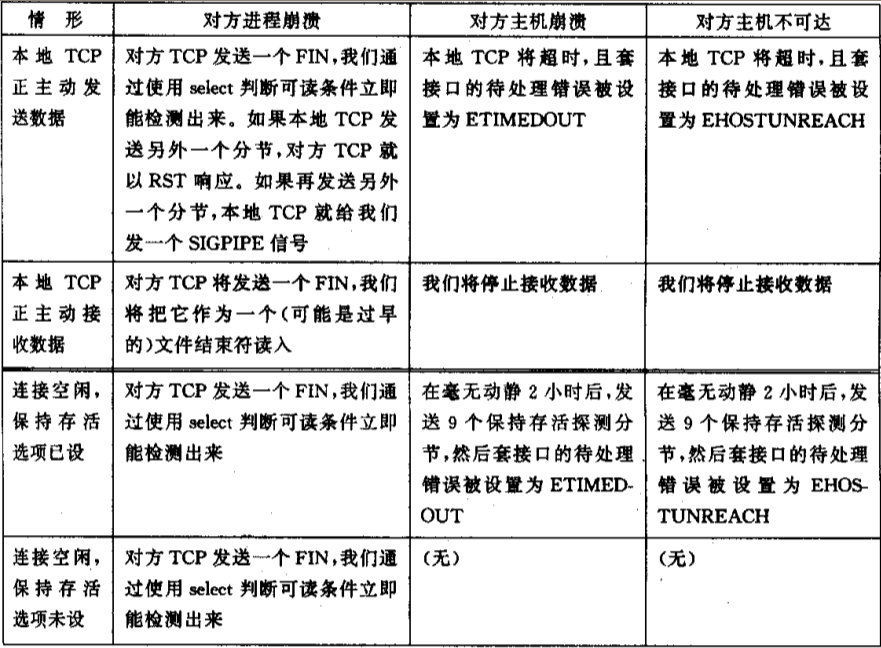 情形 对方进程崩溃 对方主机崩溃 对方主机不可达
本地 TCP
正主动发
送数据
对方 TCP 发送一个 FIN,我们通
过使用 select 判断可读条件立即
能检测出来。如果本地 TCP 发
送另外一个分节,对方 TCP 就
以 RST 响应。如果再发送另外
一个分节,本地 TCP 就给我们
发一个 SIGPIPE 信号
本地 TCP 将超时,且套
接口的待处理错误被设
置为 ETIMEDOUT
本地 TCP 将超时,且套
接口的待处理错误被设
置为 EHOSTUNREACH
本地 TCP
正主动接
收数据
对方 TCP 将发送一个 FIN,我们
将把它作为一个(可能是过早
的)文件结束符读入
我们将停止接收数据
我们将停止接收数据
连接空闲,
保持存活
选项已设
对方 TCP 发送一个 FIN,我们通
过使用 select 判断可读条件立即
能检测出来
在毫无动静 2 小时后,发
送 9 个保持存活探测分
节,然后套接口的待处理
错误被设置为 ETIMED-
OUT
在毫无动静 2 小时后,发
送 9 个保持存活探测分
节,然后套接口的待处理
错误被设置为 EHOS-
TUNREACH
连接空闲,
保持存活
选项未设
对方 TCP 发送一个 FIN,我们通
过使用 select 判断可读条件立即
能检测出来
(无)
(无)